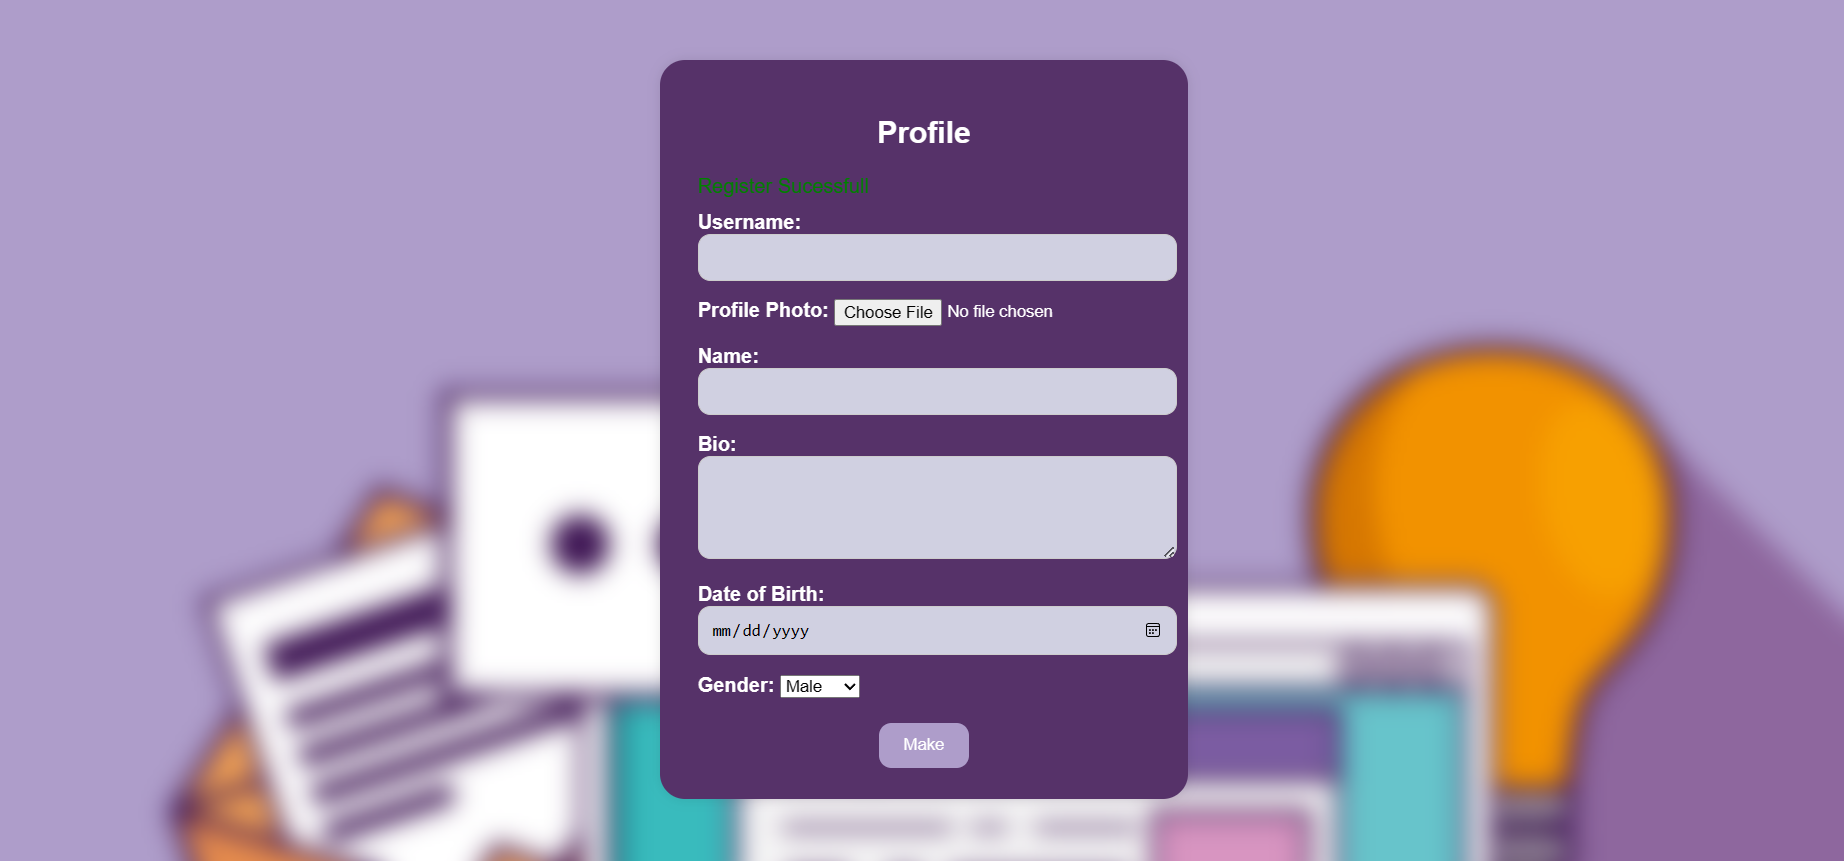 Profile
Register Sucessfull
Username:
Profile Photo: Choose File No file chosen
Name:
Bio:
Date of Birth:
mm/dd/yyyy
Gender: Male
Make